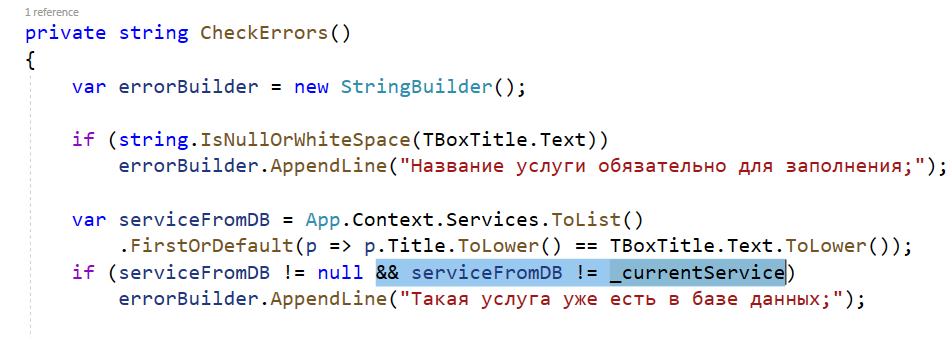 1 reference
private string CheckErrors()
{
var errorBuilder = new StringBuilder();
if (string.IsNullOrWhiteSpace(TBoxTitle.Text))
errorBuilder.AppendLine("Название услуги обязательно для заполнения;");
var serviceFromDB = App.Context.Services.ToList()
.FirstOrDefault(p => p.Title.ToLower() == TBoxTitle.Text.ToLower());
if (serviceFromDB != null && serviceFromDB != _currentService)
errorBuilder.AppendLine("Такая услуга уже есть в базе данных;");